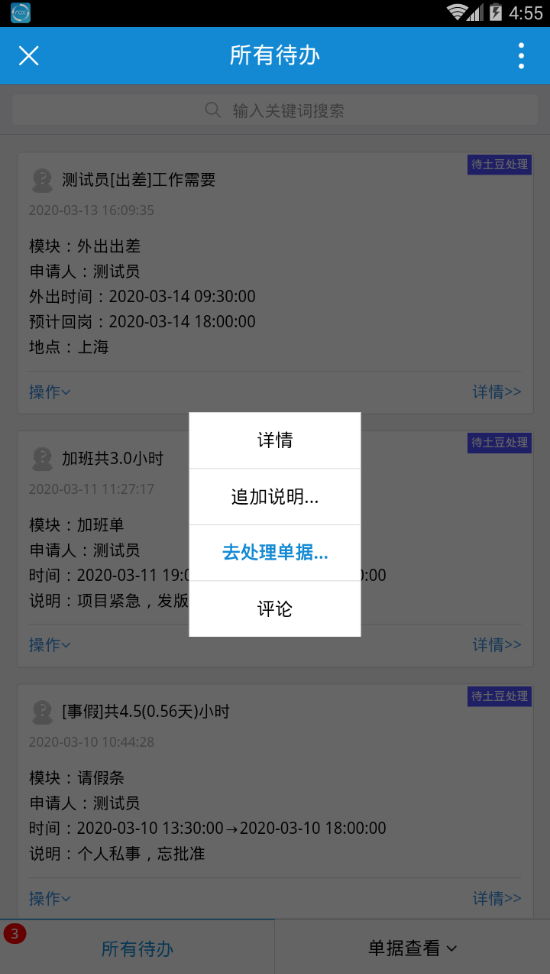 4:55
所有待办
输入关键词搜索
待土豆处理
测试员[出差]工作需要
2020-03-13 16:09:35
模块：外出出差
申请人：测试员
外出时间：2020-03-14 09:30:00
预计回岗：2020-03-14 18:00:00
地点：上海
操作
详情>>
待土豆处理
加班共3.0小时
2020-03-11 11:27:17
模块：加班单
申请人：测试员
时间：2020-03-11 19:0
0:00
说明：项目紧急，发版
操作
详情>>
详情
追加说明...
去处理单据...
评论
待土豆处理
[事假]共4.5(0.56天)小时
2020-03-10 10:44:28
模块：请假条
申请人：测试员
时间：2020-03-10 13:30:00→2020-03-10 18:00:00
说明：个人私事，忘批准
操作
详情>>
3
所有待办
单据查看